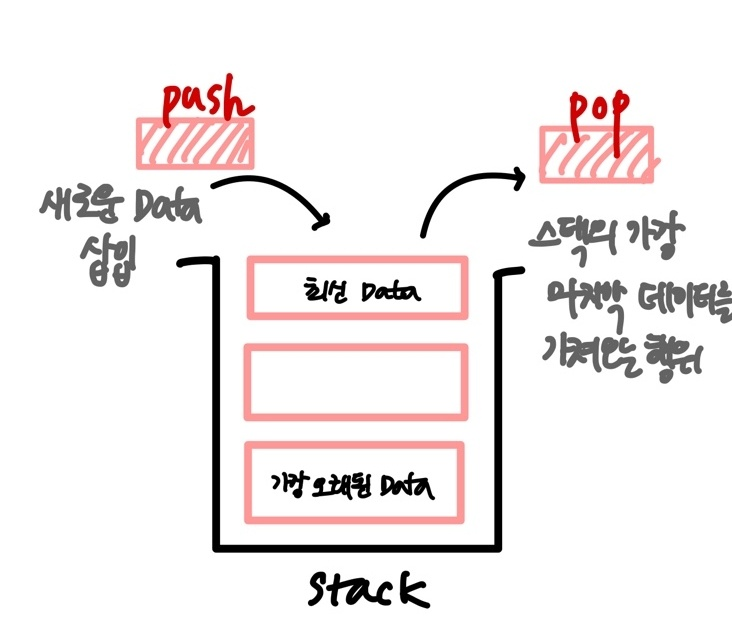 push
새로운 Data
삽입
pop
스택의 가장
마지막 데이터를
가져오는 행위
최신 Data
가장 오래된 Data
Stack